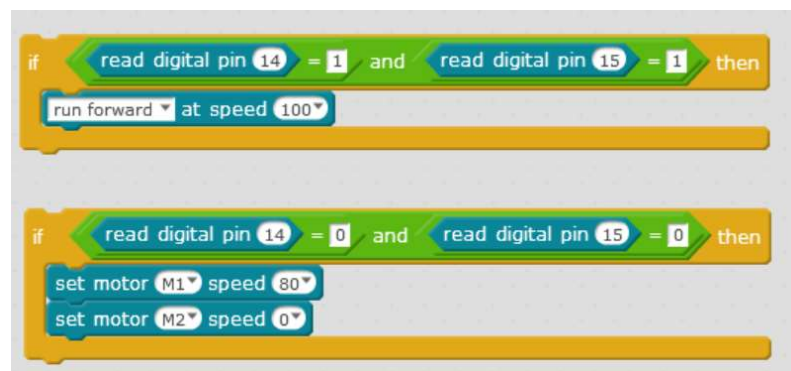 if read digital pin 14 = 1 and read digital pin 15 = 1 then
run forward at speed 100
if read digital pin 14 = 0 and read digital pin 15 = 0 then
set motor M1 speed 80
set motor M2 speed 0